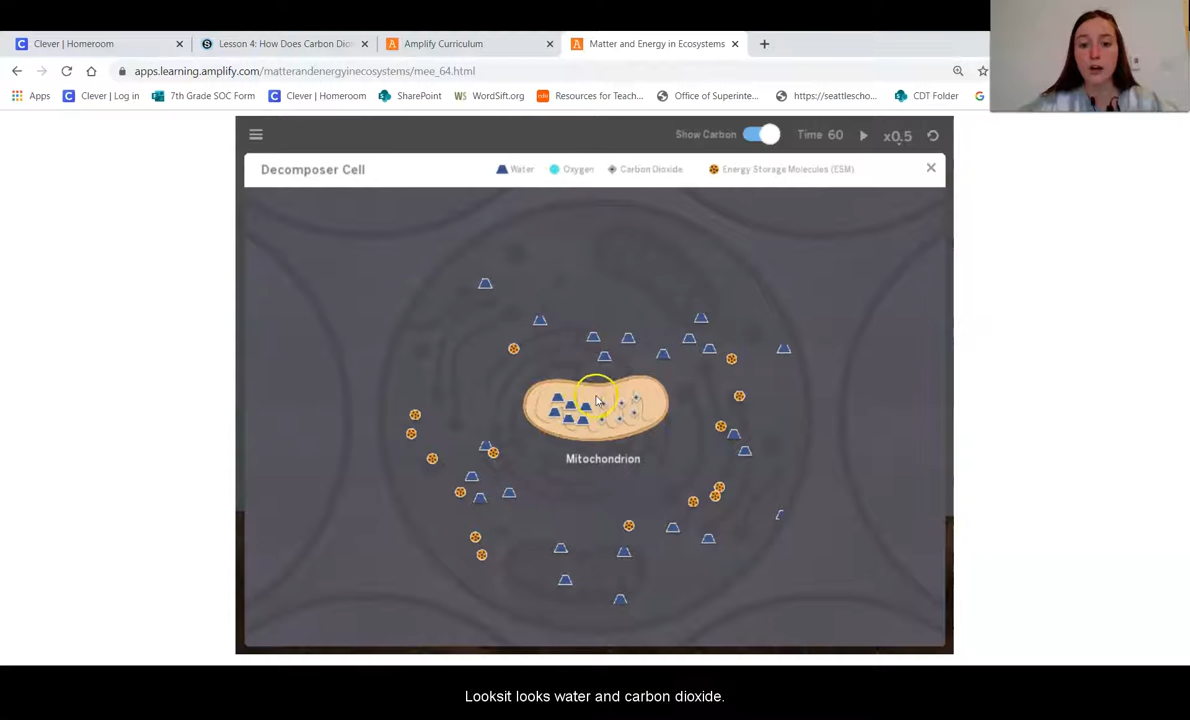 Clever | Homeroom
Lesson 4: How Does Carbon Dio
Amplify Curriculum
Matter and Energy in Ecosystems
apps.learning.amplify.com/matterandenergyinecosystems/mee_64.html
Apps
Clever | Log in
7th Grade SOC Form
Clever | Homeroom
SharePoint
WS WordSift.org
Resources for Teach...
Office of Superinte...
https://seattlescho...
CDT Folder
Show Carbon
Time 60
x0.5
Decomposer Cell
Water
Oxygen
Carbon Dioxide
Energy Storage Molecules (ESM)
Mitochondrion
Looksit looks water and carbon dioxide.